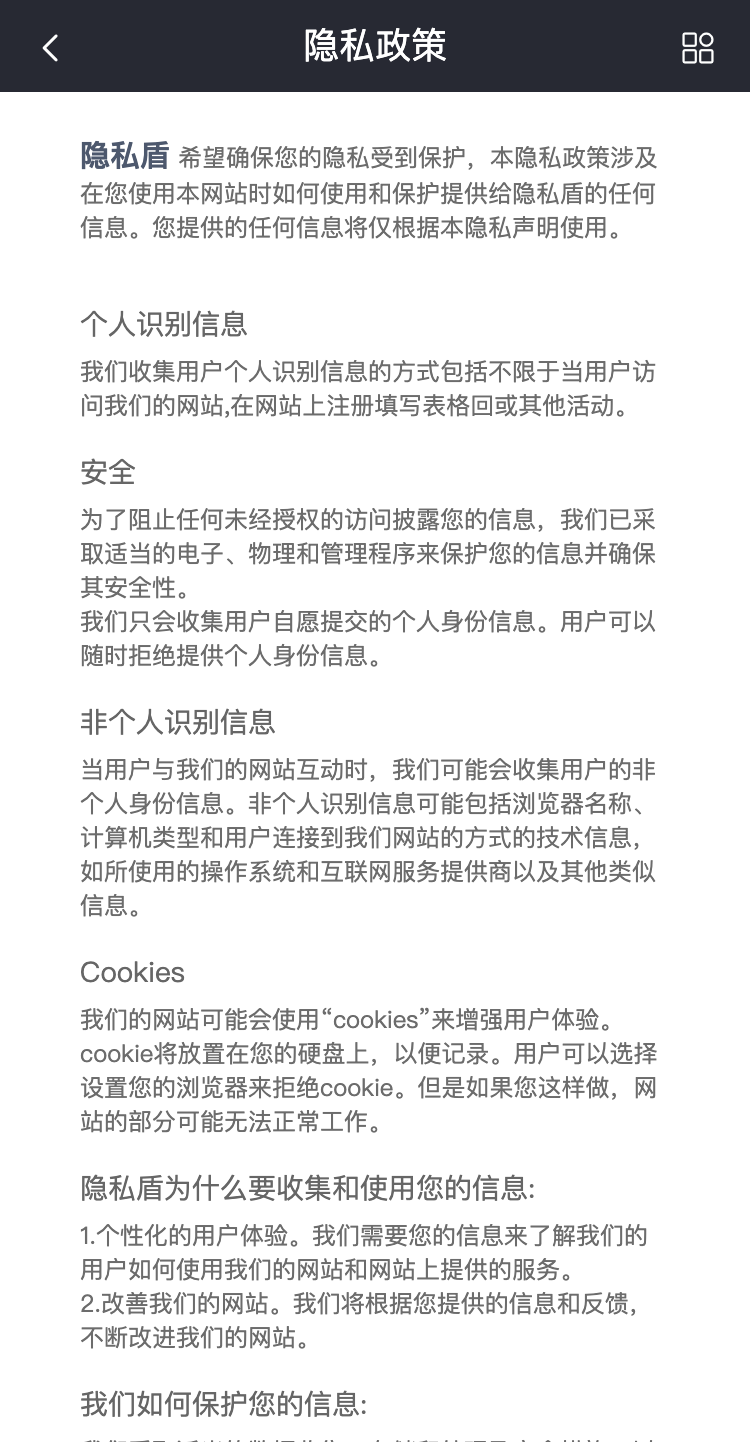 隐私政策
隐私盾 希望确保您的隐私受到保护，本隐私政策涉及
在您使用本网站时如何使用和保护提供给隐私盾的任何
信息。您提供的任何信息将仅根据本隐私声明使用。
个人识别信息
我们收集用户个人识别信息的方式包括不限于当用户访
问我们的网站,在网站上注册填写表格回或其他活动。
安全
为了阻止任何未经授权的访问披露您的信息，我们已采
取适当的电子、物理和管理程序来保护您的信息并确保
其安全性。
我们只会收集用户自愿提交的个人身份信息。用户可以
随时拒绝提供个人身份信息。
非个人识别信息
当用户与我们的网站互动时，我们可能会收集用户的非
个人身份信息。非个人识别信息可能包括浏览器名称、
计算机类型和用户连接到我们网站的方式的技术信息，
如所使用的操作系统和互联网服务提供商以及其他类似
信息。
Cookies
我们的网站可能会使用“cookies”来增强用户体验。
cookie将放置在您的硬盘上，以便记录。用户可以选择
设置您的浏览器来拒绝cookie。但是如果您这样做，网
站的部分可能无法正常工作。
隐私盾为什么要收集和使用您的信息:
1.个性化的用户体验。我们需要您的信息来了解我们的
用户如何使用我们的网站和网站上提供的服务。
2.改善我们的网站。我们将根据您提供的信息和反馈，
不断改进我们的网站。
我们如何保护您的信息: